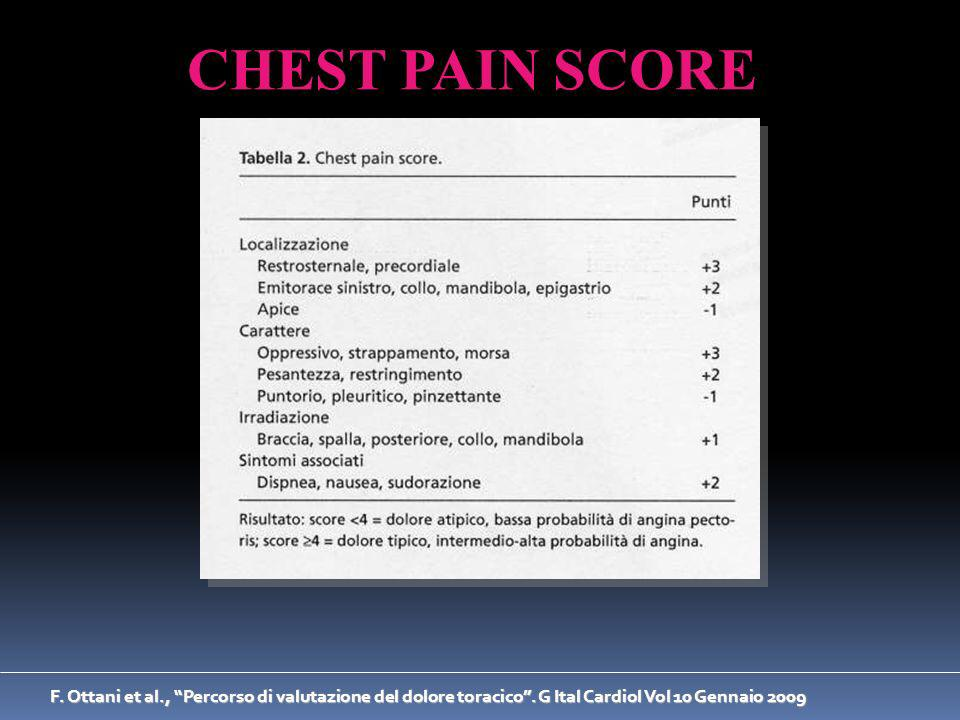 CHEST PAIN SCORE
Tabella 2. Chest pain score.
Punti
Localizzazione
Restrosternale, precordiale +3
Emitorace sinistro, collo, mandibola, epigastrio +2
Apice -1
Carattere
Oppressivo, strappamento, morsa +3
Pesantezza, restringimento +2
Puntorio, pleuritico, pinzettante -1
Irradiazione
Braccia, spalla, posteriore, collo, mandibola +1
Sintomi associati
Dispnea, nausea, sudorazione +2
Risultato: score <4 = dolore atipico, bassa probabilità di angina pecto-
ris; score ≥4 = dolore tipico, intermedio-alta probabilità di angina.
F. Ottani et al., “Percorso di valutazione del dolore toracico”. G Ital Cardiol Vol 10 Gennaio 2009